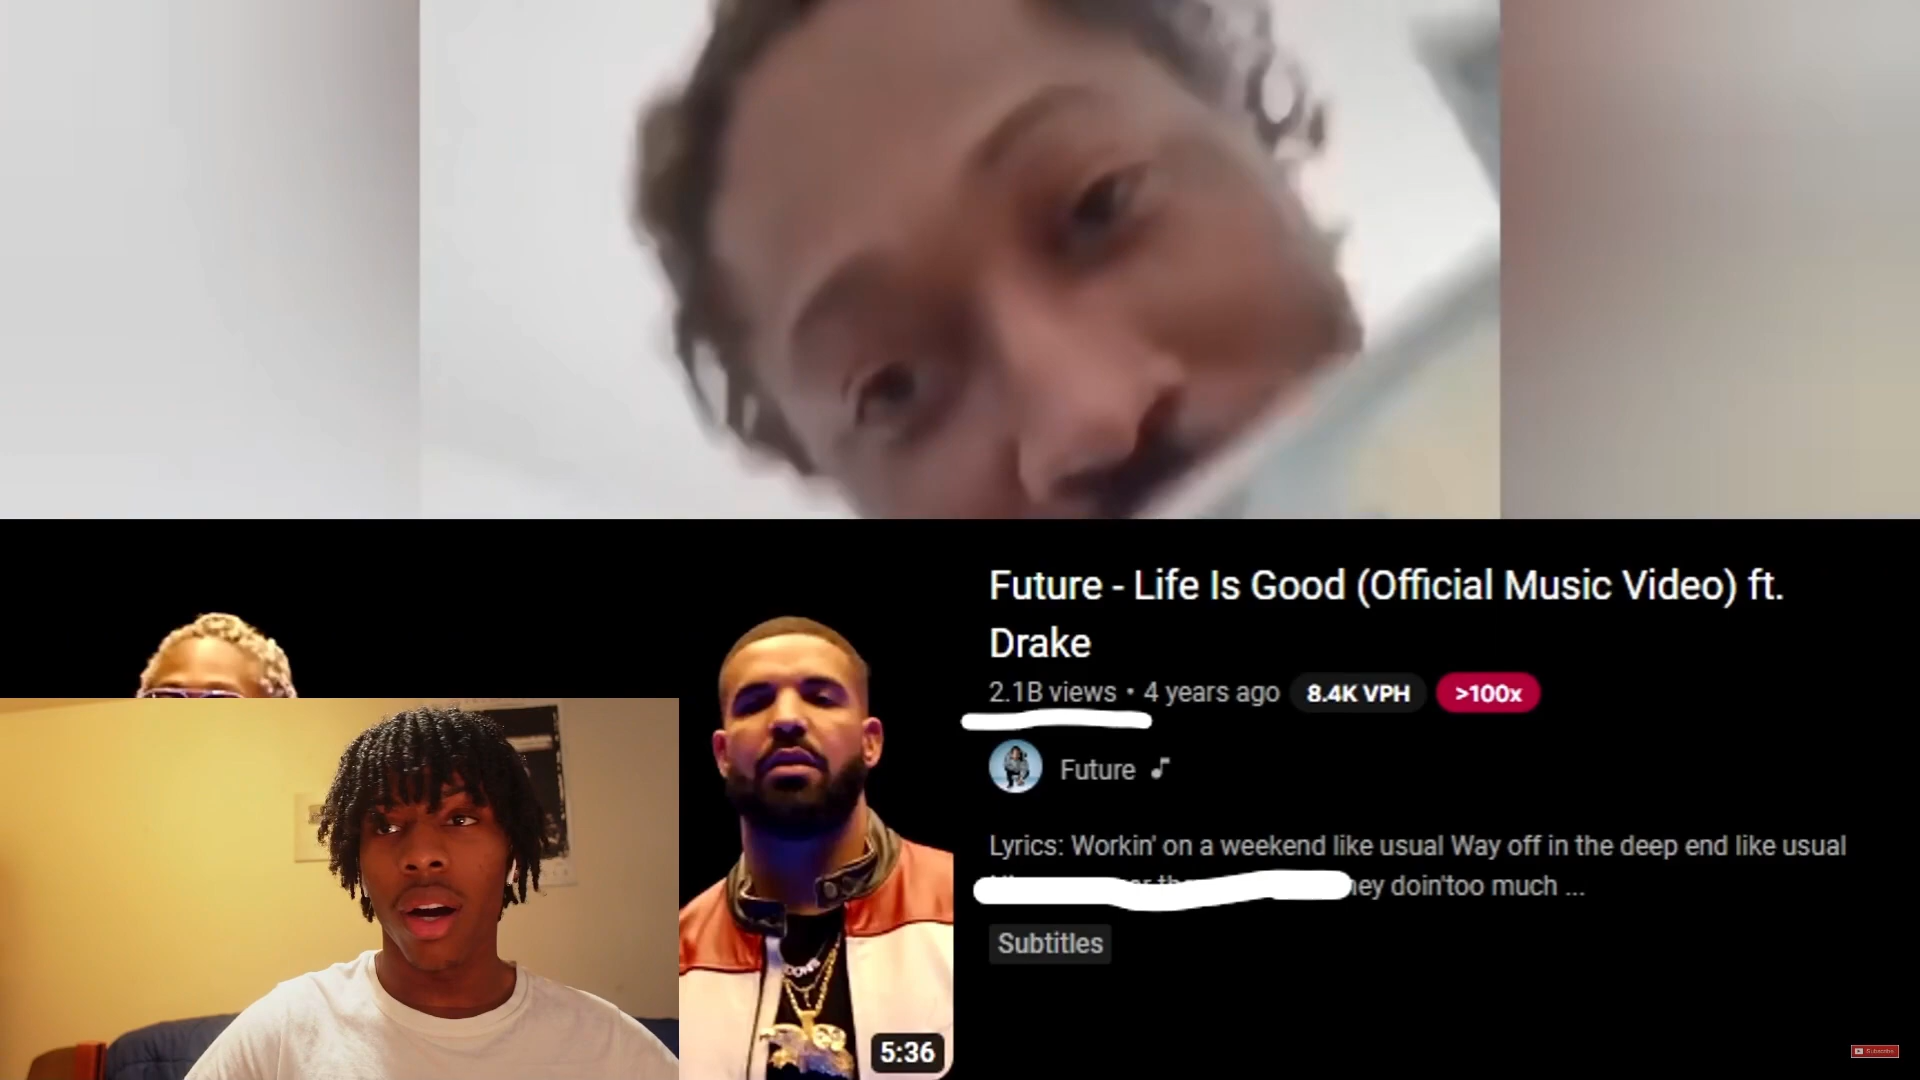 Future - Life Is Good (Official Music Video) ft.
Drake
2.1B views • 4 years ago 8.4K VPH >100x
Future
Lyrics: Workin' on a weekend like usual Way off in the deep end like usual
doin'too much ...
Subtitles
5:36
Subscribe